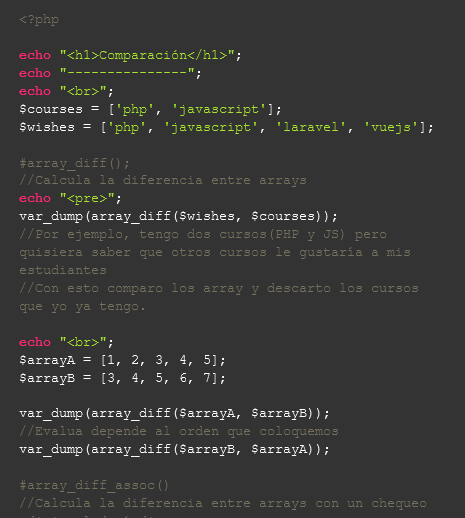 <?php
echo "<h1>Comparación</h1>";
echo "---------------";
echo "<br>";
$courses = ['php', 'javascript'];
$wishes = ['php', 'javascript', 'laravel', 'vuejs'];
#array_diff();
//Calcula la diferencia entre arrays
echo "<pre>";
var_dump(array_diff($wishes, $courses));
//Por ejemplo, tengo dos cursos(PHP y JS) pero
quisiera saber que otros cursos le gustaría a mis
estudiantes
//Con esto comparo los array y descarto los cursos
que yo ya tengo.
echo "<br>";
$arrayA = [1, 2, 3, 4, 5];
$arrayB = [3, 4, 5, 6, 7];
var_dump(array_diff($arrayA, $arrayB));
//Evalua depende al orden que coloquemos
var_dump(array_diff($arrayB, $arrayA));
#array_diff_assoc()
//Calcula la diferencia entre arrays con un chequeo